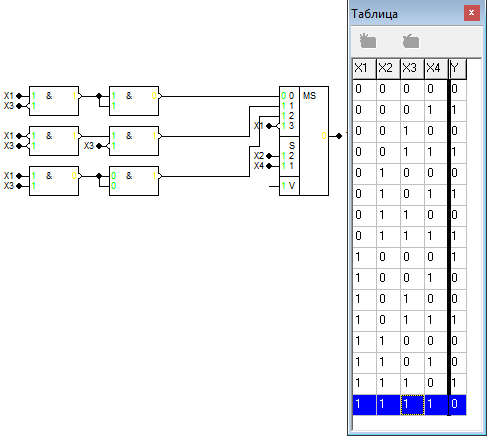 Таблица
X1 X2 X3 X4 Y
0 0 0 0 0
0 0 0 1 1
0 0 1 0 0
0 0 1 1 1
0 1 0 0 0
0 1 0 1 1
0 1 1 0 1
0 1 1 1 1
1 0 0 0 0
1 0 0 1 0
1 0 1 0 0
1 0 1 1 1
1 1 0 0 1
1 1 0 1 0
1 1 1 0 1
1 1 1 1 0
X1 1 & 1 1 & 0 0 0 MS
X3 1 1 1 1
1 2
X1 1 3
X1 1 & 1 1 & 1 0
X3 1 X3 1 S
X2 1 2
X4 1 1
X1 1 & 0 0 & 1
X3 1 0 1 V